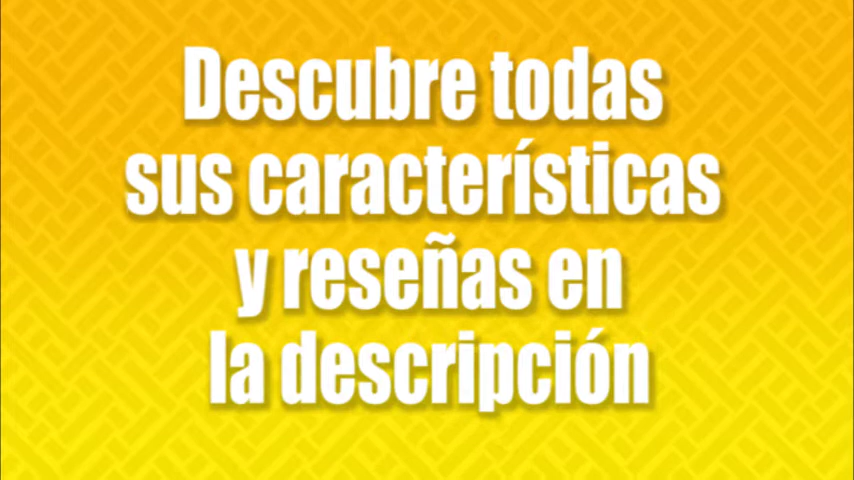 Descubre todas
sus características
y reseñas en
la descripción